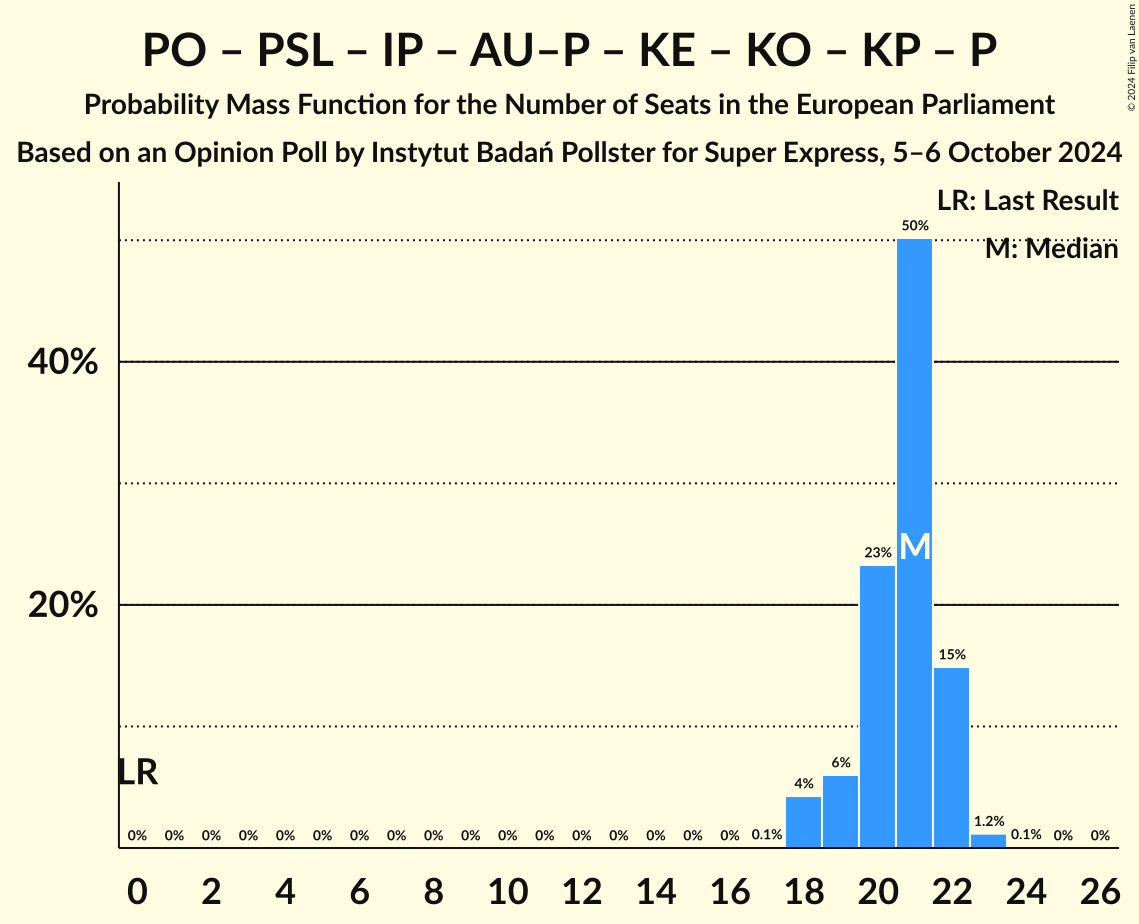 PO – PSL – IP – AU–P – KE – KO – KP – P
Probability Mass Function for the Number of Seats in the European Parliament
Based on an Opinion Poll by Instytut Badań Pollster for Super Express, 5–6 October 2024
© 2024 Filip van Laenen
LR: Last Result
M: Median
50%
40%
23%
M
20%
15%
LR
6%
4%
1.2%
0% 0% 0% 0% 0% 0% 0% 0% 0% 0% 0% 0% 0% 0% 0% 0% 0% 0.1% 0.1% 0% 0%
0 2 4 6 8 10 12 14 16 18 20 22 24 26